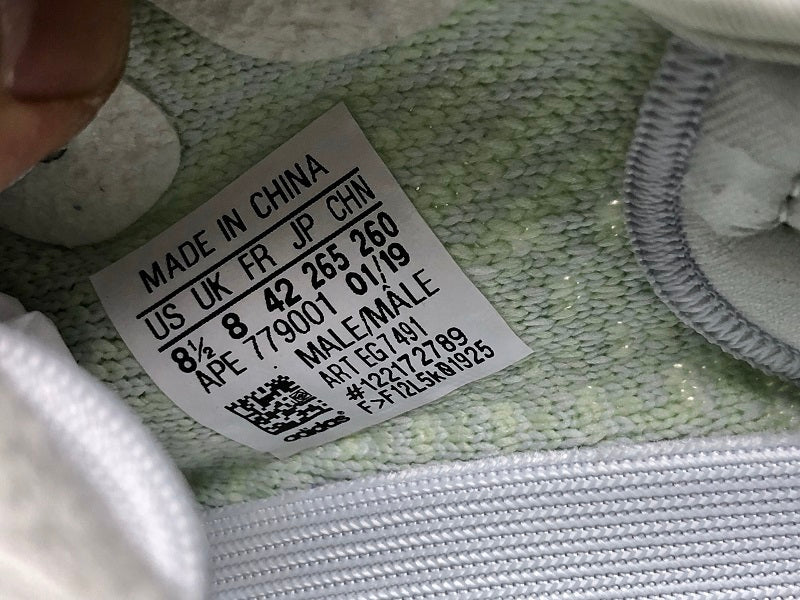 MADE IN CHINA
US UK FR JP CHN
8½ 8 42 265 260
APE 779001 01/19
MALE/MÂLE
ART EG7491
#122172789
F>F12L5k01925
adidas